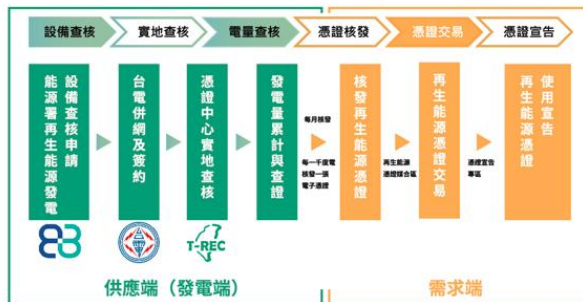 設備查核
實地查核
電量查核
憑證核發
憑證交易
憑證宣告
能源署再生能源發電
設備查核申請
台電併網及簽約
憑證中心實地查核
發電量累計與查證
每月核發
每一千度電
核發一張
電子憑證
核發再生能源憑證
再生能源
憑證媒合區
再生能源憑證交易
憑證宣告
專區
再生能源憑證
使用宣告
T-REC
供應端（發電端）
需求端